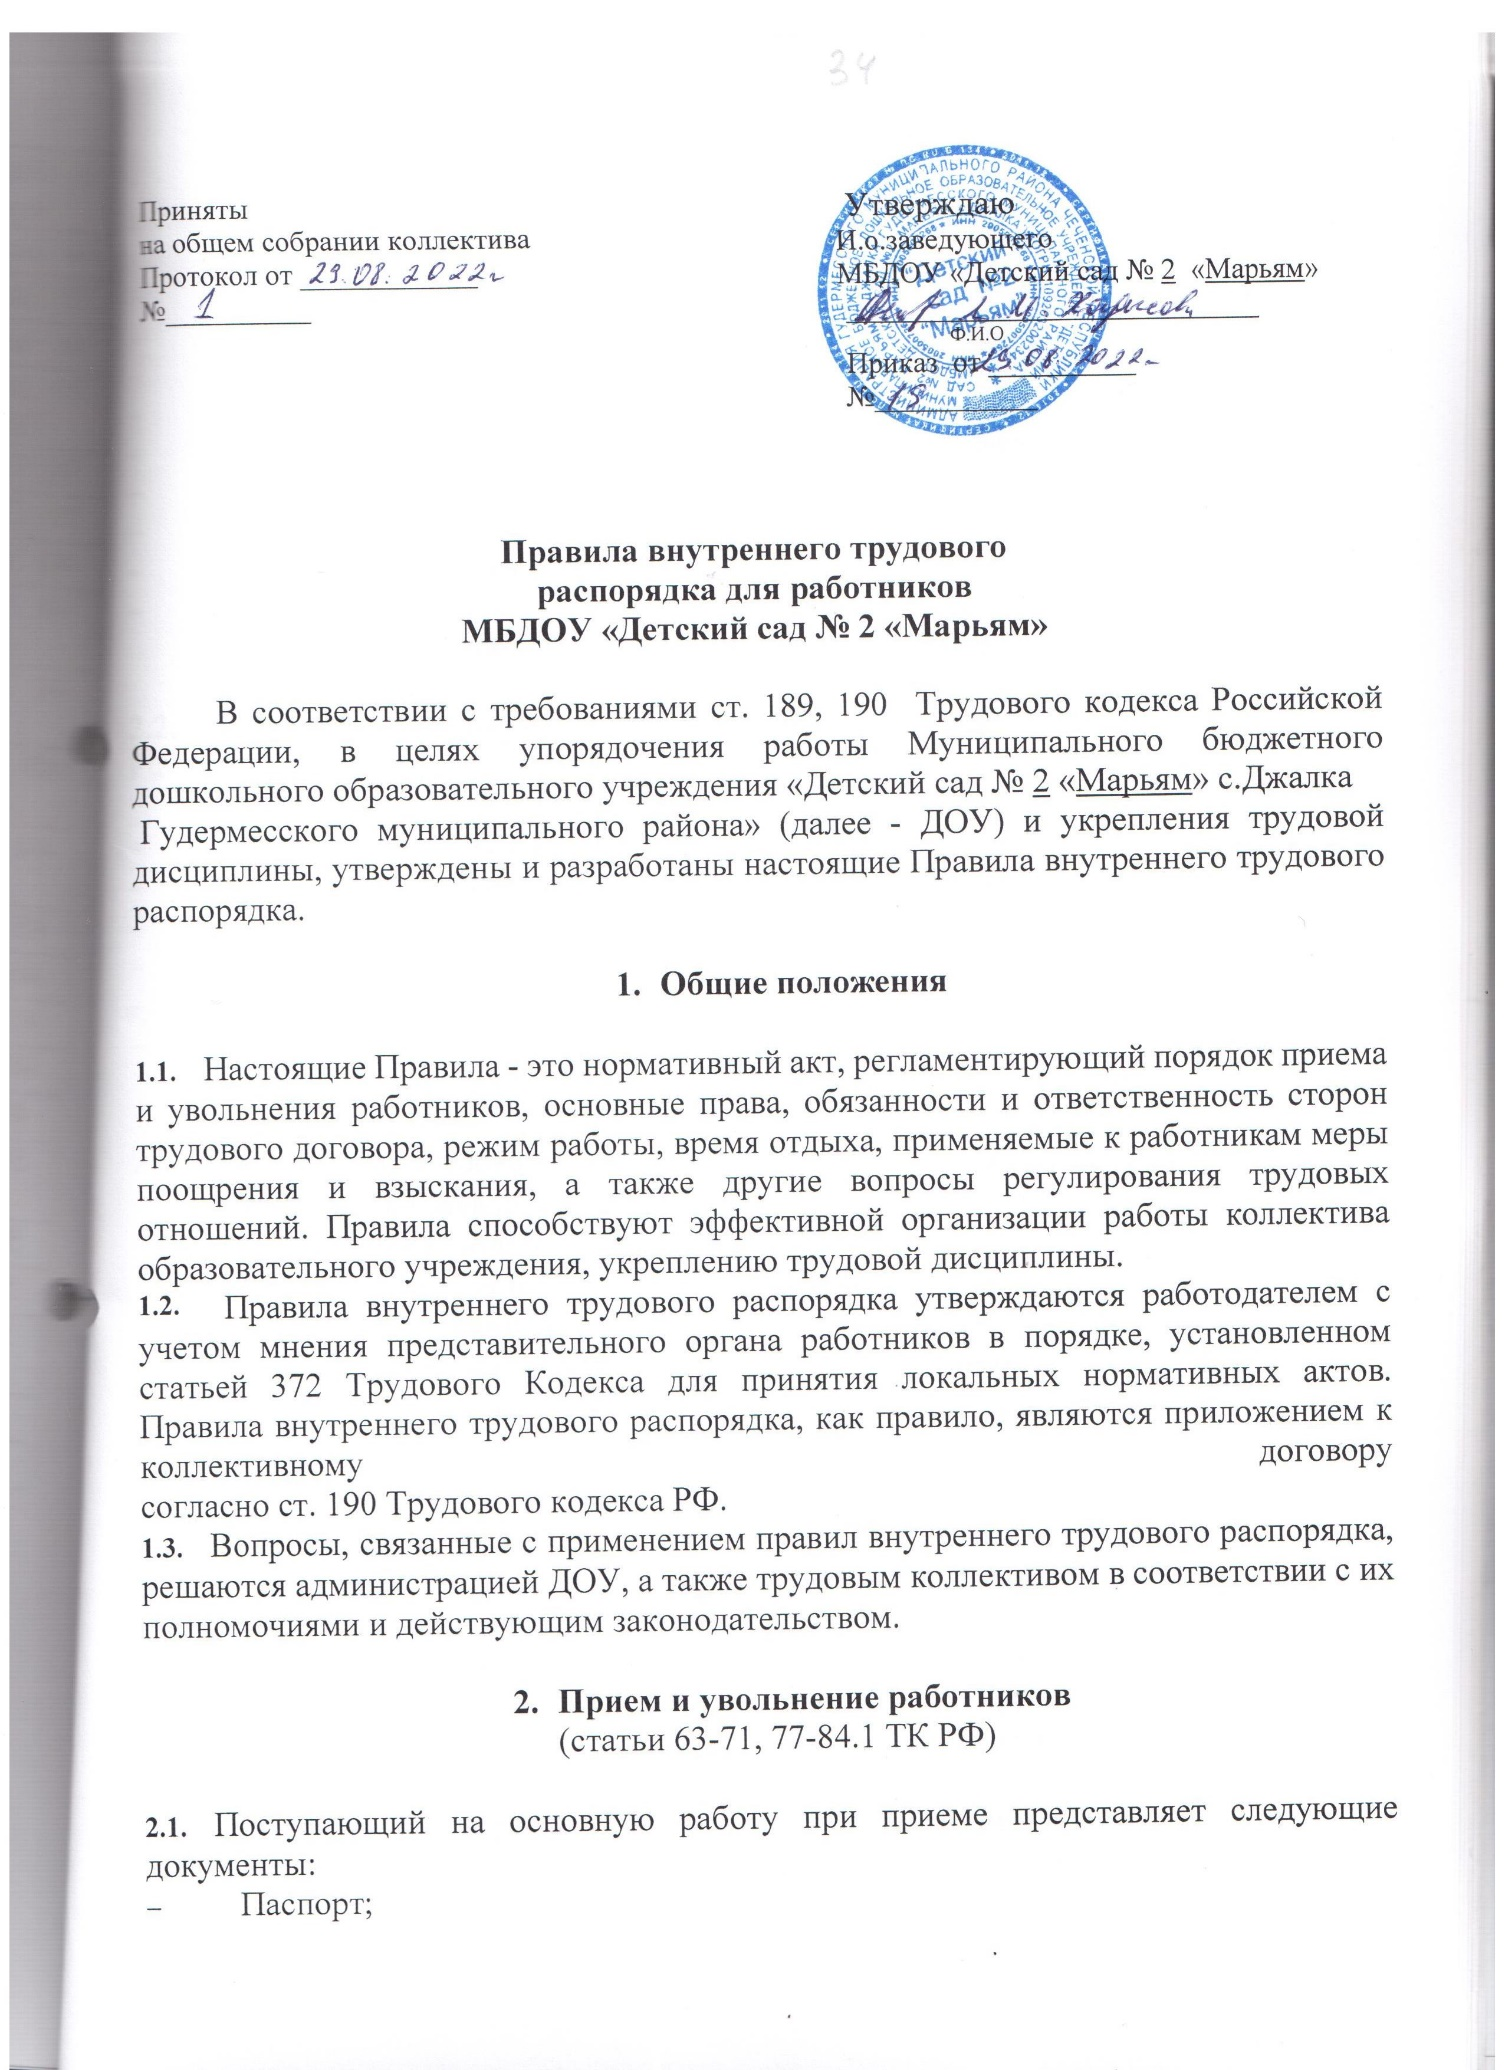 34
Приняты
на общем собрании коллектива
Протокол от 29.08.2022г
№ 1
Утверждаю
И.о.заведующего
МБДОУ «Детский сад № 2 «Марьям»
Ф.И.О
Приказ от 29.08 2022г
№
"Детский
сад №2
"Марьям"
Правила внутреннего трудового
распорядка для работников
МБДОУ «Детский сад № 2 «Марьям»
В соответствии с требованиями ст. 189, 190 Трудового кодекса Российской
Федерации, в целях упорядочения работы Муниципального бюджетного
дошкольного образовательного учреждения «Детский сад № 2 «Марьям» с.Джалка
Гудермесского муниципального района» (далее - ДОУ) и укрепления трудовой
дисциплины, утверждены и разработаны настоящие Правила внутреннего трудового
распорядка.
1. Общие положения
1.1. Настоящие Правила - это нормативный акт, регламентирующий порядок приема
и увольнения работников, основные права, обязанности и ответственность сторон
трудового договора, режим работы, время отдыха, применяемые к работникам меры
поощрения и взыскания, а также другие вопросы регулирования трудовых
отношений. Правила способствуют эффективной организации работы коллектива
образовательного учреждения, укреплению трудовой дисциплины.
1.2. Правила внутреннего трудового распорядка утверждаются работодателем с
учетом мнения представительного органа работников в порядке, установленном
статьей 372 Трудового Кодекса для принятия локальных нормативных актов.
Правила внутреннего трудового распорядка, как правило, являются приложением к
коллективному договору
согласно ст. 190 Трудового кодекса РФ.
1.3. Вопросы, связанные с применением правил внутреннего трудового распорядка,
решаются администрацией ДОУ, а также трудовым коллективом в соответствии с их
полномочиями и действующим законодательством.
2. Прием и увольнение работников
(статьи 63-71, 77-84.1 ТК РФ)
2.1. Поступающий на основную работу при приеме представляет следующие
документы:
– Паспорт;